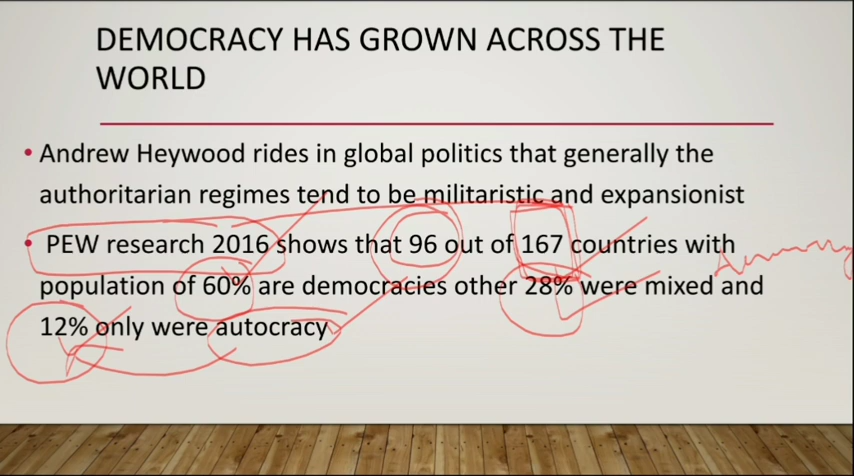 DEMOCRACY HAS GROWN ACROSS THE
WORLD
• Andrew Heywood rides in global politics that generally the
authoritarian regimes tend to be militaristic and expansionist
• PEW research 2016 shows that 96 out of 167 countries with
population of 60% are democracies other 28% were mixed and
12% only were autocracy